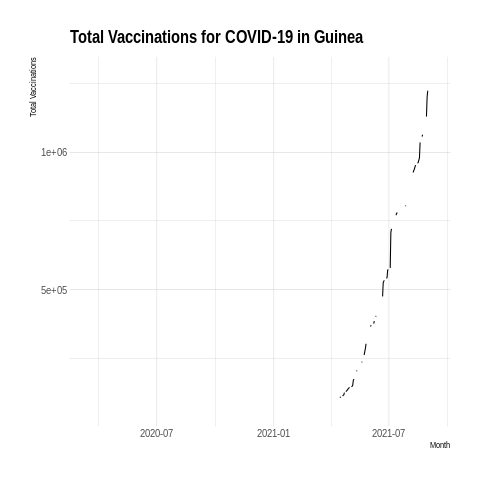 Total Vaccinations for COVID-19 in Guinea
Total Vaccinations
1e+06
5e+05
2020-07
2021-01
2021-07
Month